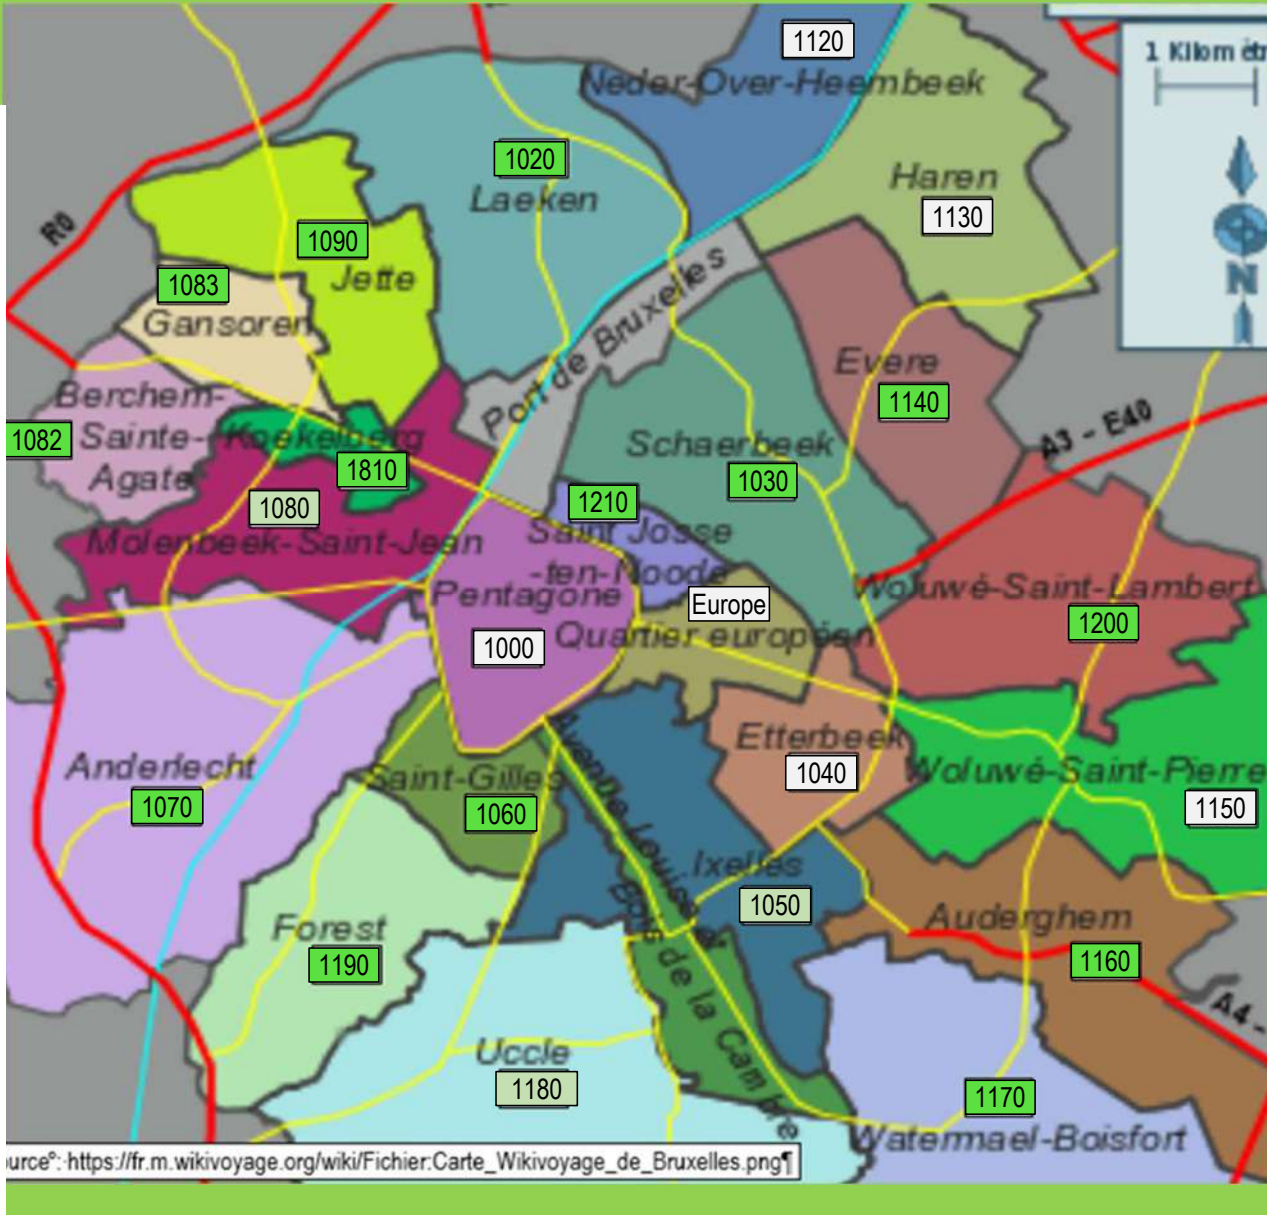 1120
1 Kilomètr
Neder-Over-Heembeek
1020
Laeken
Haren
1130
R0
1090
Jette
1083
Gansoren
Port de Bruxelles
N
Evere
1140
Berchem-
Sainte-
Agate
1082
Koekelberg
1810
A3 - E40
Schaerbeek
1030
1080
Molenbeek-Saint-Jean
1210
Saint Josse
-ten-Noode
Pentagone
1000
Europe
Quartier européen
Woluwé-Saint-Lambert
1200
Anderlecht
1070
Saint-Gilles
1060
Avenue Louise
Etterbeek
1040
Woluwé-Saint-Pierre
1150
Ixelles
1050
Forest
1190
Bois de la Cambre
Auderghem
1160
A4 -
Uccle
1180
1170
Watermael-Boisfort
ource°:·https://fr.m.wikivoyage.org/wiki/Fichier:Carte_Wikivoyage_de_Bruxelles.png¶